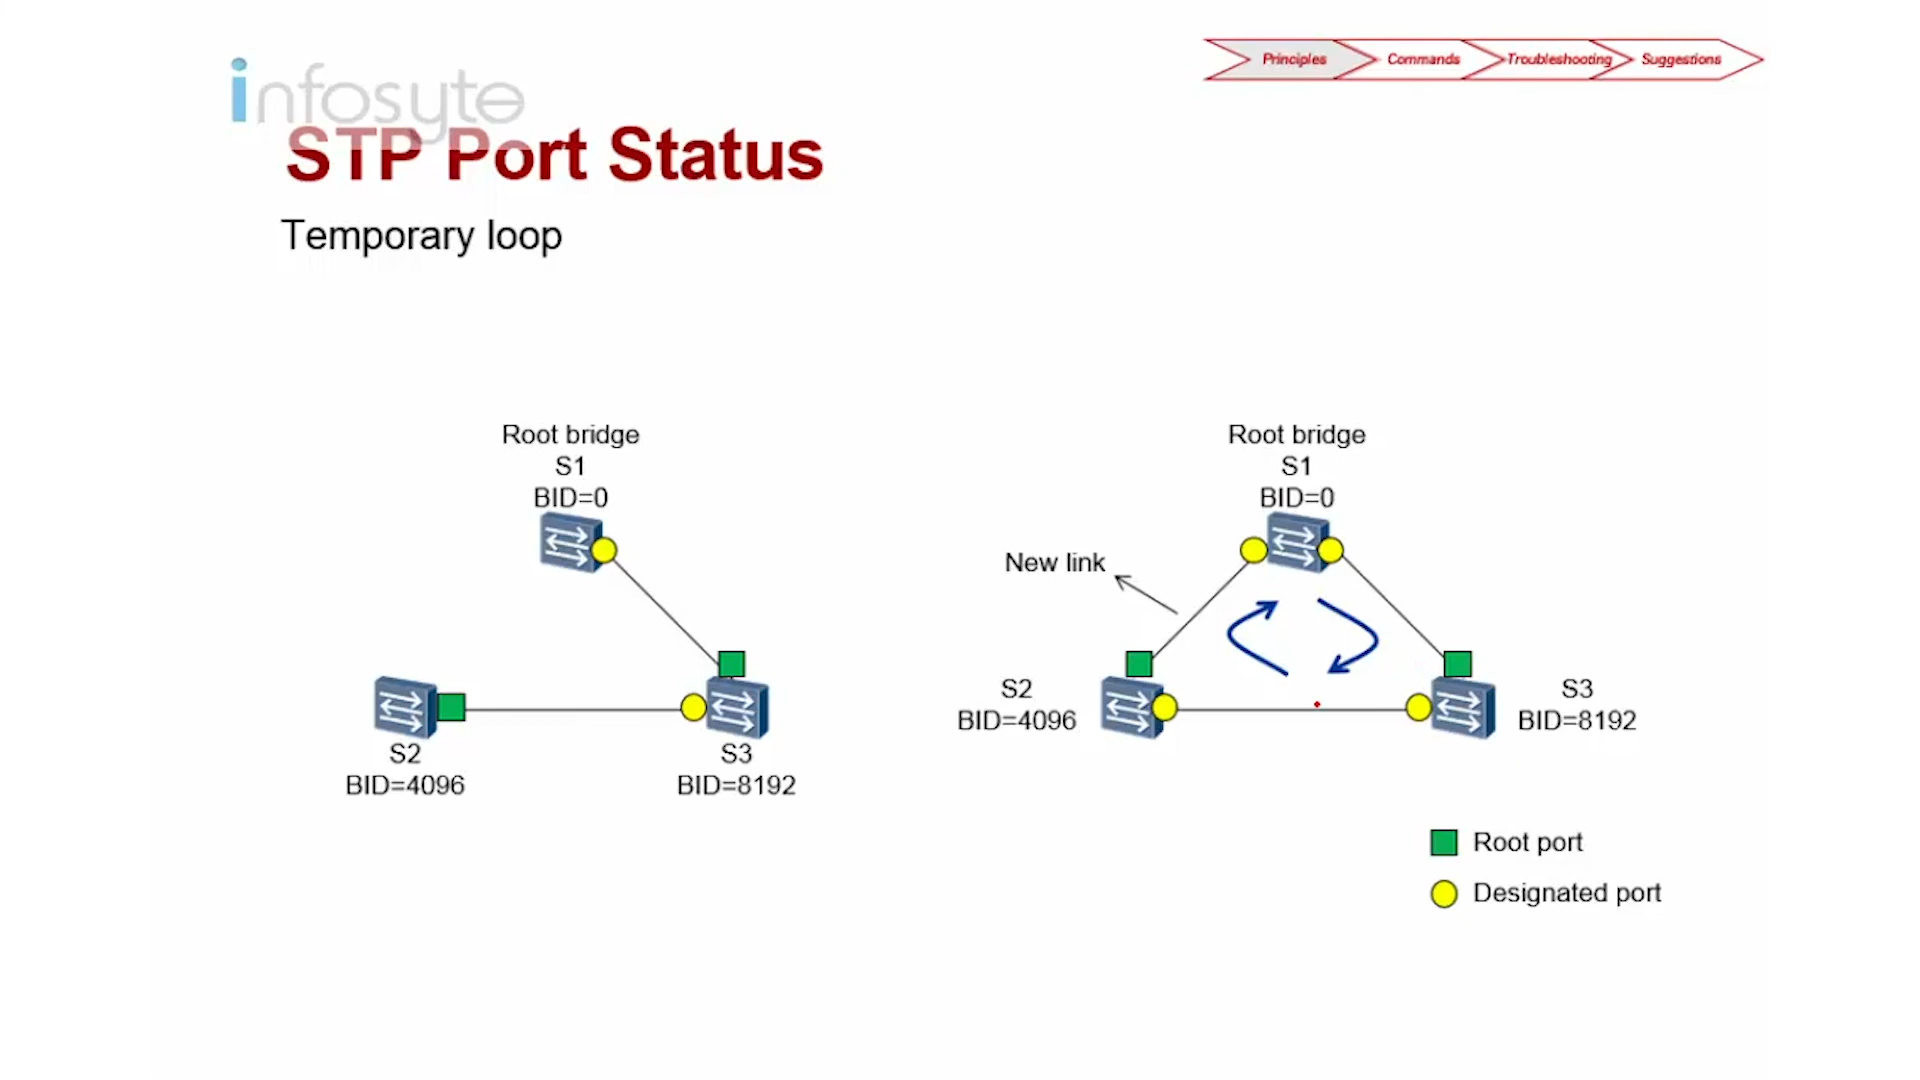 Principles
Commands
Troubleshooting
Suggestions
infosyte
STP Port Status
Temporary loop
Root bridge
S1
BID=0
S2
BID=4096
S3
BID=8192
Root bridge
S1
BID=0
New link
S2
BID=4096
S3
BID=8192
Root port
Designated port